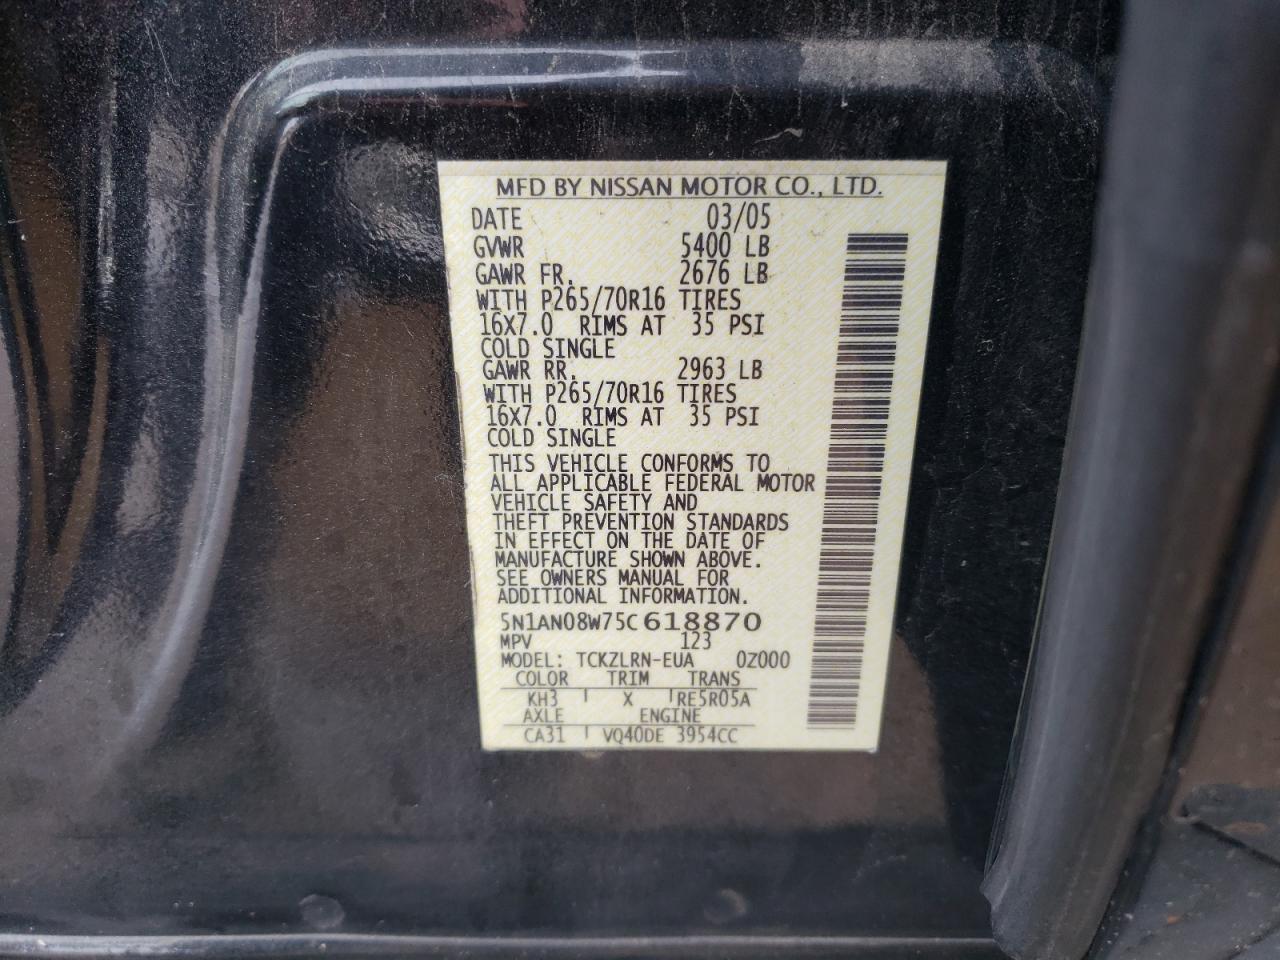 MFD BY NISSAN MOTOR CO., LTD.
DATE 03/05
GVWR 5400 LB
GAWR FR. 2676 LB
WITH P265/70R16 TIRES
16X7.0 RIMS AT 35 PSI
COLD SINGLE
GAWR RR. 2963 LB
WITH P265/70R16 TIRES
16X7.0 RIMS AT 35 PSI
COLD SINGLE
THIS VEHICLE CONFORMS TO
ALL APPLICABLE FEDERAL MOTOR
VEHICLE SAFETY AND
THEFT PREVENTION STANDARDS
IN EFFECT ON THE DATE OF
MANUFACTURE SHOWN ABOVE.
SEE OWNERS MANUAL FOR
ADDITIONAL INFORMATION.
5N1AN08W75C618870
MPV 123
MODEL: TCKZLRN-EUA 0Z000
COLOR TRIM TRANS
KH3 X RE5R05A
AXLE ENGINE
CA31 VQ40DE 3954CC